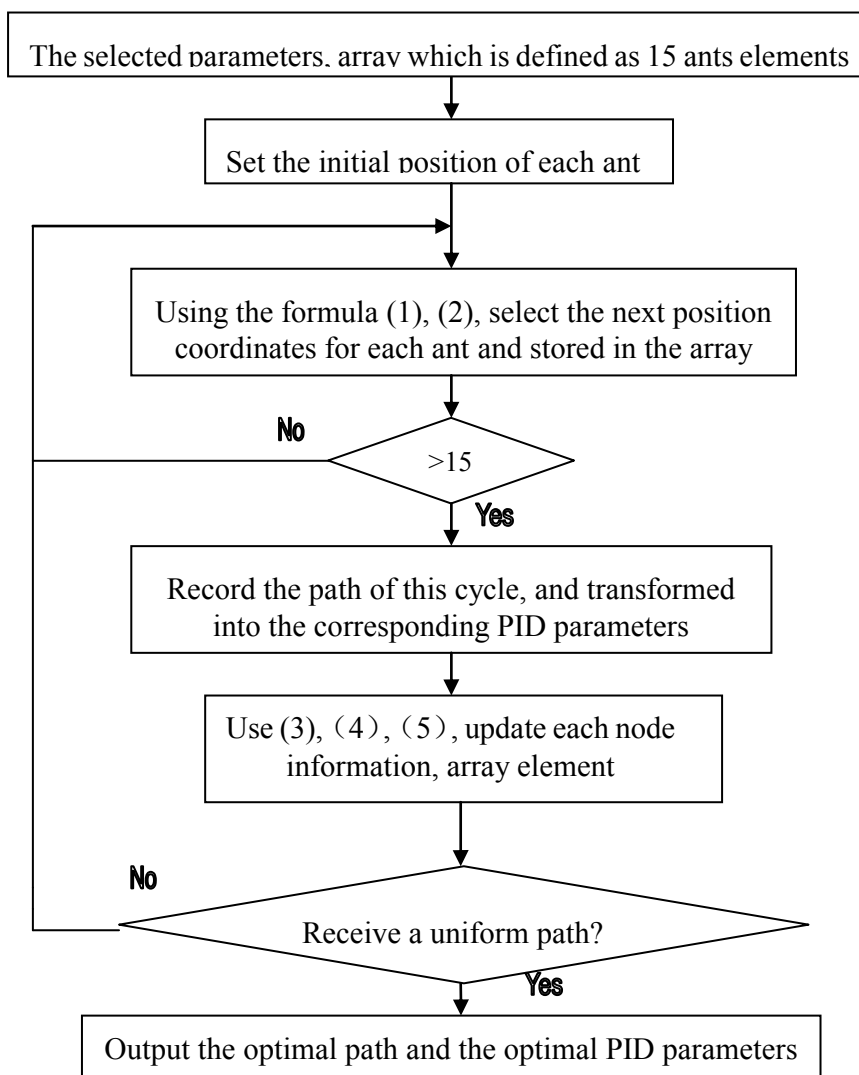 The selected parameters, array which is defined as 15 ants elements
Set the initial position of each ant
Using the formula (1), (2), select the next position
coordinates for each ant and stored in the array
No
>15
Yes
Record the path of this cycle, and transformed
into the corresponding PID parameters
Use (3),（4）,（5）, update each node
information, array element
No
Receive a uniform path?
Yes
Output the optimal path and the optimal PID parameters